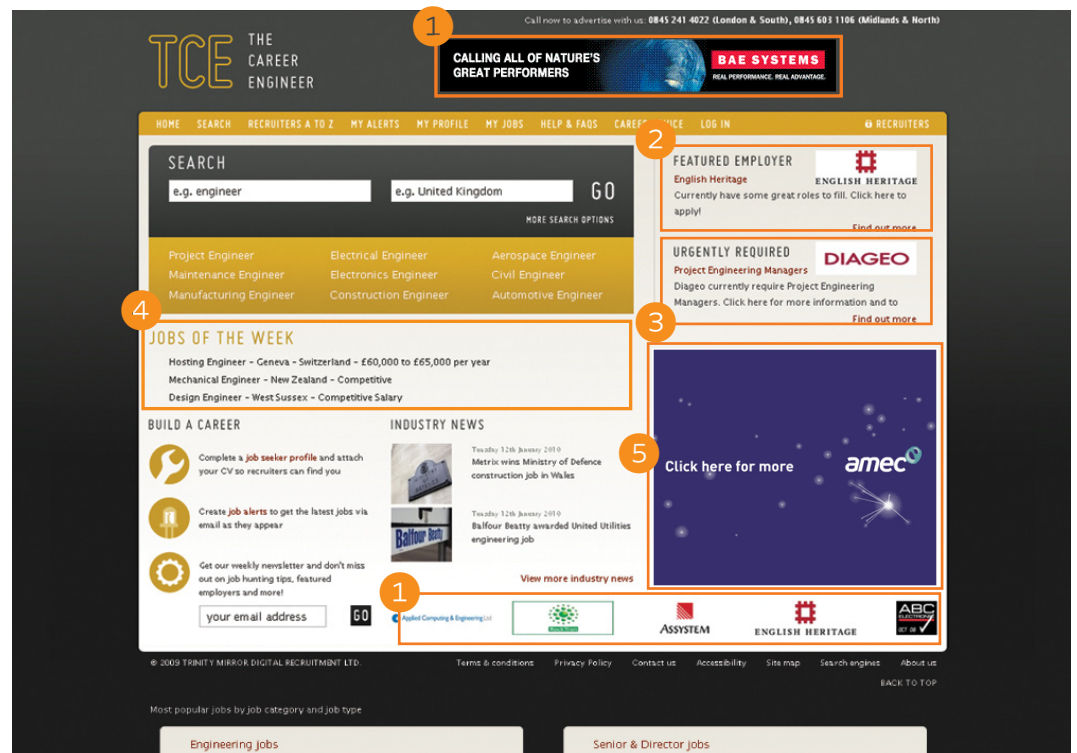 1
Call now to advertise with us: 0845 241 4022 (London & South), 0845 603 1106 (Midlands & North)
TCE
THE
CAREER
ENGINEER
CALLING ALL OF NATURE'S
GREAT PERFORMERS
BAE SYSTEMS
REAL PERFORMANCE. REAL ADVANTAGE.
HOME SEARCH RECRUITERS A TO Z MY ALERTS MY PROFILE MY JOBS HELP & FAQS LOG IN RECRUITERS
SEARCH
e.g. engineer e.g. United Kingdom GO
MORE SEARCH OPTIONS
Project Engineer Electrical Engineer Aerospace Engineer
Maintenance Engineer Electronics Engineer Civil Engineer
Manufacturing Engineer Construction Engineer Automotive Engineer
2
FEATURED EMPLOYER
English Heritage
ENGLISH HERITAGE
Currently have some great roles to fill. Click here to
apply!
Find out more
URGENTLY REQUIRED
DIAGEO
Project Engineering Managers
Diageo currently require Project Engineering
Managers. Click here for more information and to
Find out more
3
4
JOBS OF THE WEEK
Hosting Engineer - Geneva - Switzerland - £60,000 to £65,000 per year
Mechanical Engineer - New Zealand - Competitive
Design Engineer - West Sussex - Competitive Salary
BUILD A CAREER
Complete a job seeker profile and attach
your CV so recruiters can find you
Create job alerts to get the latest jobs via
email as they appear
Get our weekly newsletter and don't miss
out on job hunting tips, featured
employers and more!
your email address GO
INDUSTRY NEWS
Tuesday 12th January 2010
Metrix wins Ministry of Defence
construction job in Wales
Tuesday 12th January 2010
Balfour Beatty awarded United Utilities
engineering job
Balfour Beatty
View more industry news
5
Click here for more
amec
1
Applied Computing & Engineering Ltd
ASSYSTEM
ENGLISH HERITAGE
ABC
ELECTRONIC
© 2009 TRINITY MIRROR DIGITAL RECRUITMENT LTD.
Terms & conditions Privacy Policy Contact us Accessibility Site map Search engines About us
BACK TO TOP
Most popular jobs by job category and job type
Engineering jobs
Senior & Director jobs